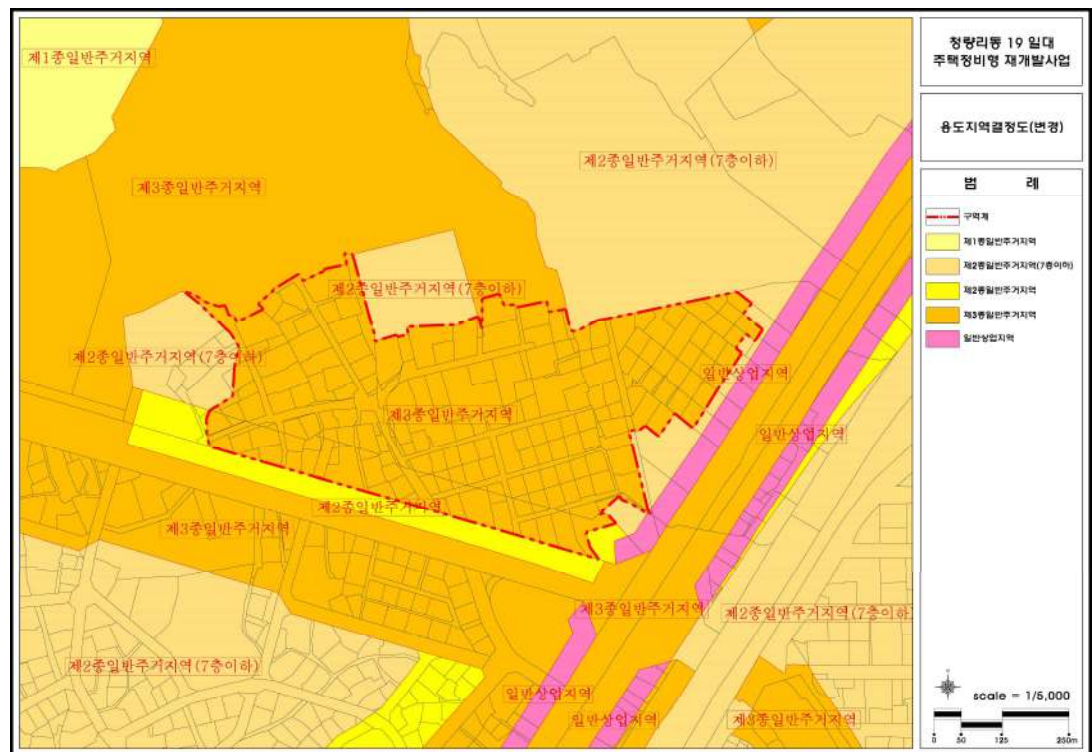 청량리동 19 일대
주택정비형 재개발사업
용도지역결정도(변경)
범 례
구역계
제1종일반주거지역
제2종일반주거지역(7층이하)
제2종일반주거지역
제3종일반주거지역
일반상업지역
제1종일반주거지역
제2종일반주거지역(7층이하)
제3종일반주거지역
제2종일반주거지역(7층이하)
제2종일반주거지역(7층이하)
일반상업지역
제3종일반주거지역
일반상업지역
제2종일반주거지역
제3종일반주거지역
제3종일반주거지역
제2종일반주거지역(7층이하)
제2종일반주거지역(7층이하)
일반상업지역
일반상업지역
제3종일반주거지역
scale = 1/5,000
0 50 125 250m